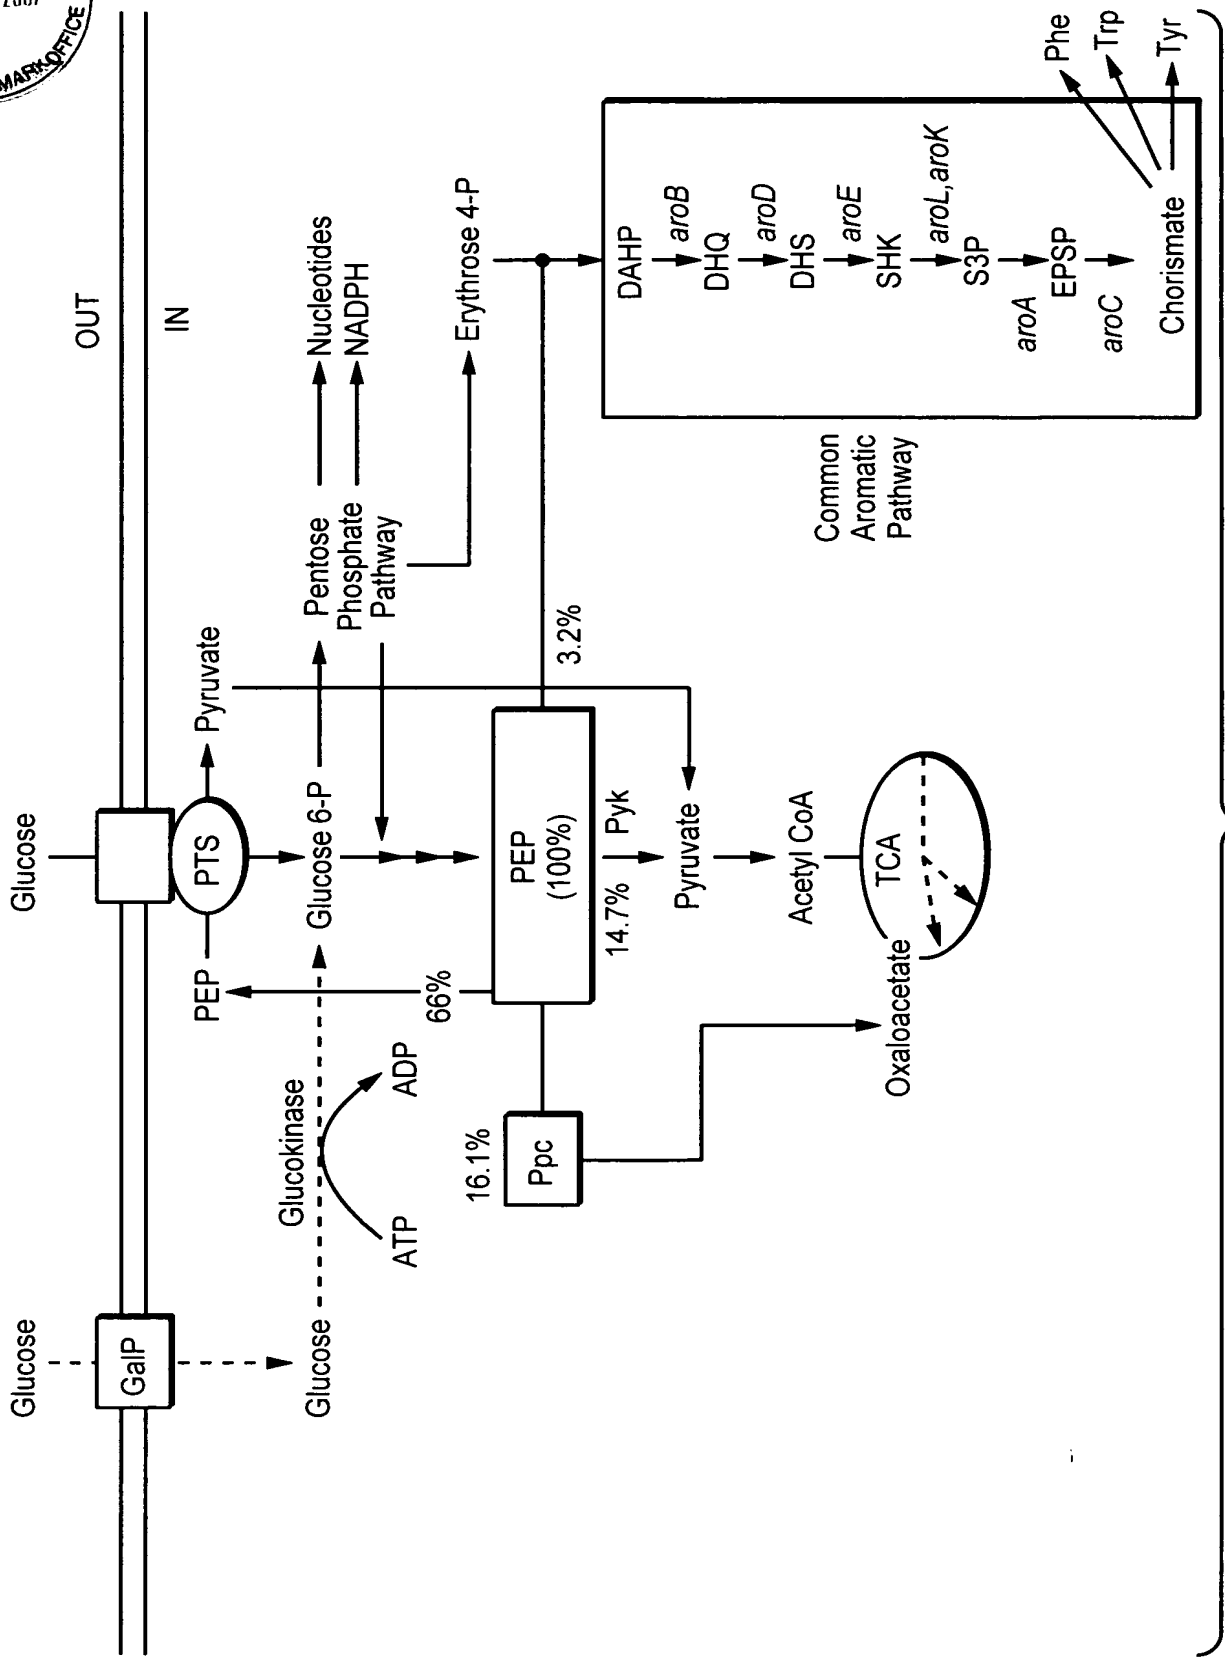 2007
MARK OFFICE
OUT
IN
Glucose
Glucose
GalP
PTS
PEP
Pyruvate
Glucose
Glucokinase
ATP
ADP
Glucose 6-P
Pentose
Phosphate
Pathway
Nucleotides
NADPH
Erythrose 4-P
66%
16.1%
Ppc
PEP
(100%)
3.2%
14.7%
Pyk
Pyruvate
Acetyl CoA
TCA
Oxaloacetate
Common
Aromatic
Pathway
DAHP
aroB
DHQ
aroD
DHS
aroE
SHK
aroL, aroK
S3P
aroA
EPSP
aroC
Chorismate
Phe
Trp
Tyr